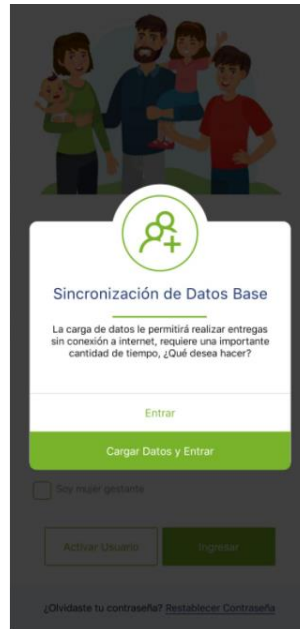 Sincronización de Datos Base
La carga de datos le permitirá realizar entregas
sin conexión a internet, requiere una importante
cantidad de tiempo, ¿Qué desea hacer?
Entrar
Cargar Datos y Entrar
Soy mujer gestante
Activar Usuario
Ingresar
¿Olvidaste tu contraseña? Restablecer Contraseña